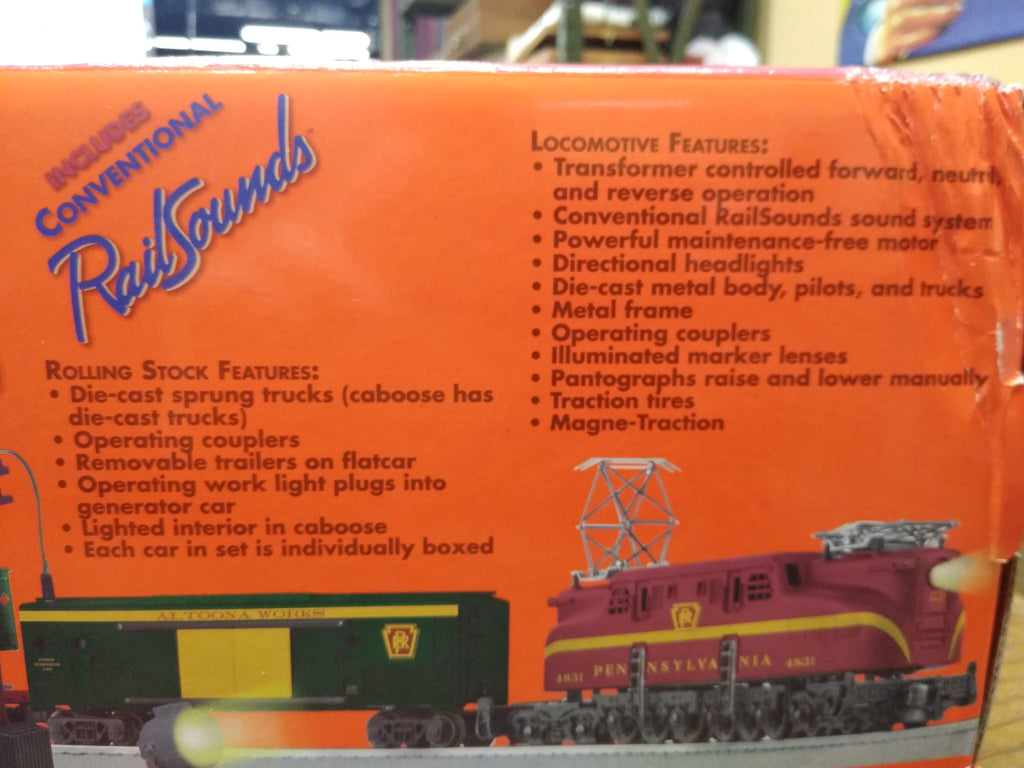 INCLUDES
CONVENTIONAL
RailSounds
LOCOMOTIVE FEATURES:
• Transformer controlled forward, neutrl,
and reverse operation
• Conventional RailSounds sound system
• Powerful maintenance-free motor
• Directional headlights
• Die-cast metal body, pilots, and trucks
• Metal frame
• Operating couplers
• Illuminated marker lenses
• Pantographs raise and lower manually
• Traction tires
• Magne-Traction
ROLLING STOCK FEATURES:
• Die-cast sprung trucks (caboose has
die-cast trucks)
• Operating couplers
• Removable trailers on flatcar
• Operating work light plugs into
generator car
• Lighted interior in caboose
• Each car in set is individually boxed
ALTOONA WORKS
4831 PENNSYLVANIA 4831